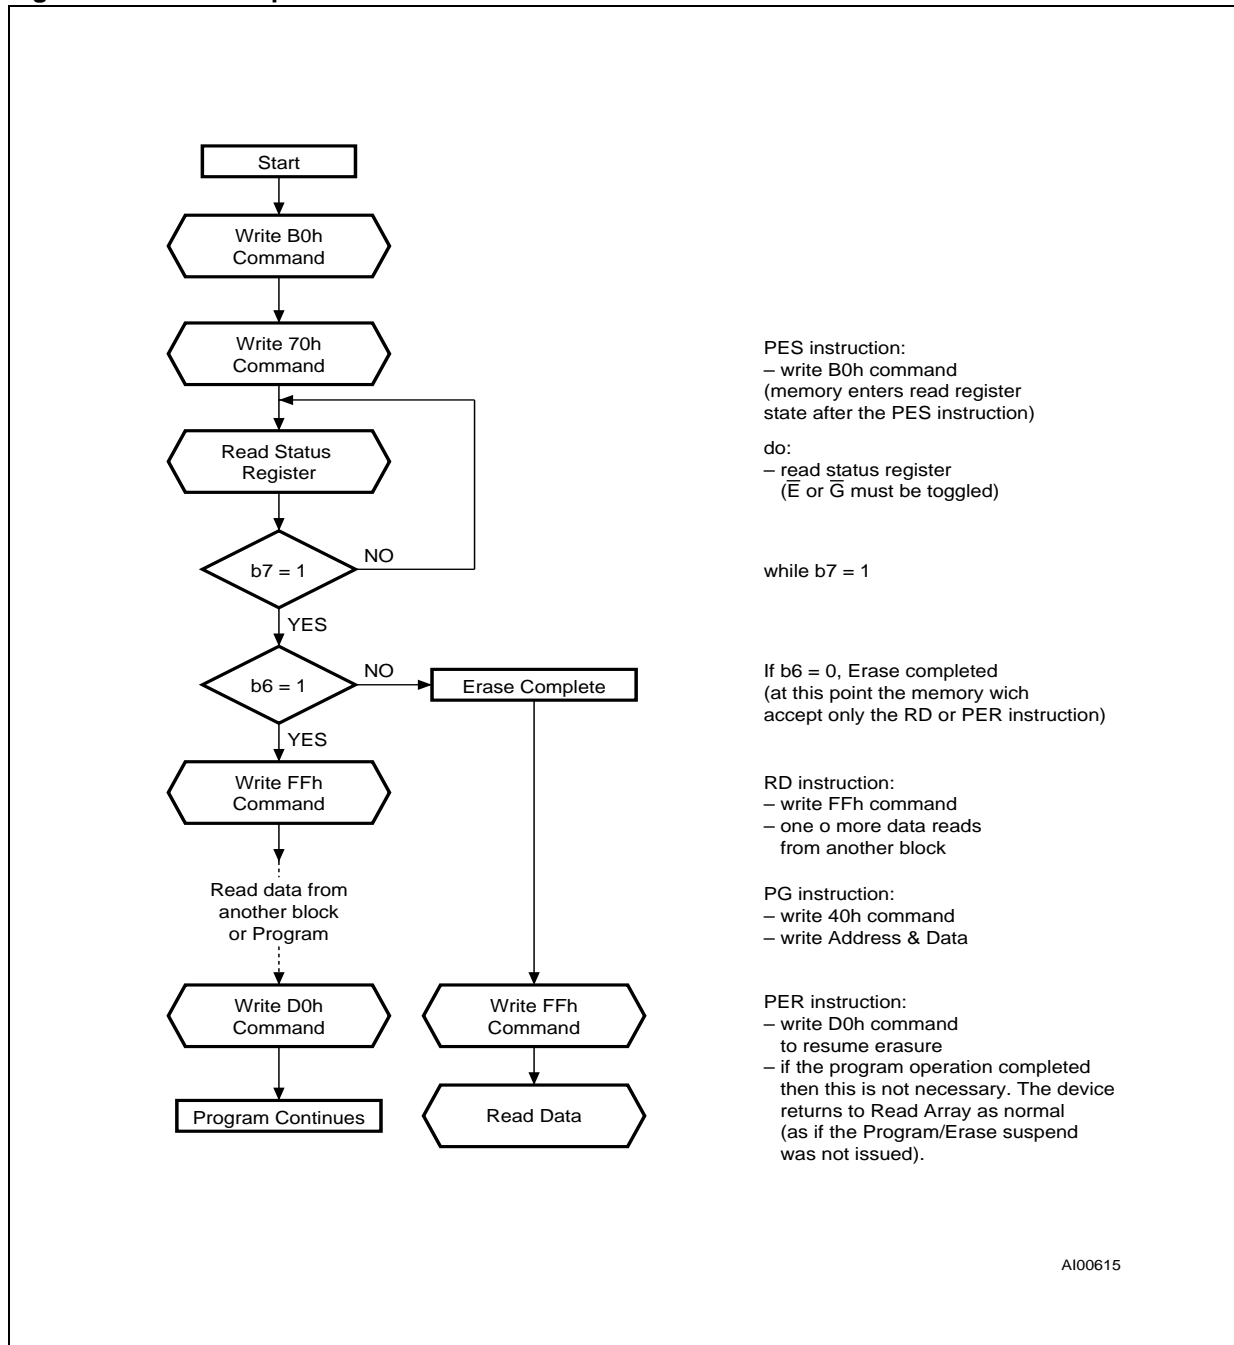 Start
Write B0h
Command
Write 70h
Command
Read Status
Register
b7 = 1
NO
YES
b6 = 1
NO
Erase Complete
YES
Write FFh
Command
Read data from
another block
or Program
Write D0h
Command
Program Continues
Write FFh
Command
Read Data
PES instruction:
– write B0h command
(memory enters read register
state after the PES instruction)
do:
– read status register
(E̅ or G̅ must be toggled)
while b7 = 1
If b6 = 0, Erase completed
(at this point the memory wich
accept only the RD or PER instruction)
RD instruction:
– write FFh command
– one o more data reads
from another block
PG instruction:
– write 40h command
– write Address & Data
PER instruction:
– write D0h command
to resume erasure
– if the program operation completed
then this is not necessary. The device
returns to Read Array as normal
(as if the Program/Erase suspend
was not issued).
AI00615